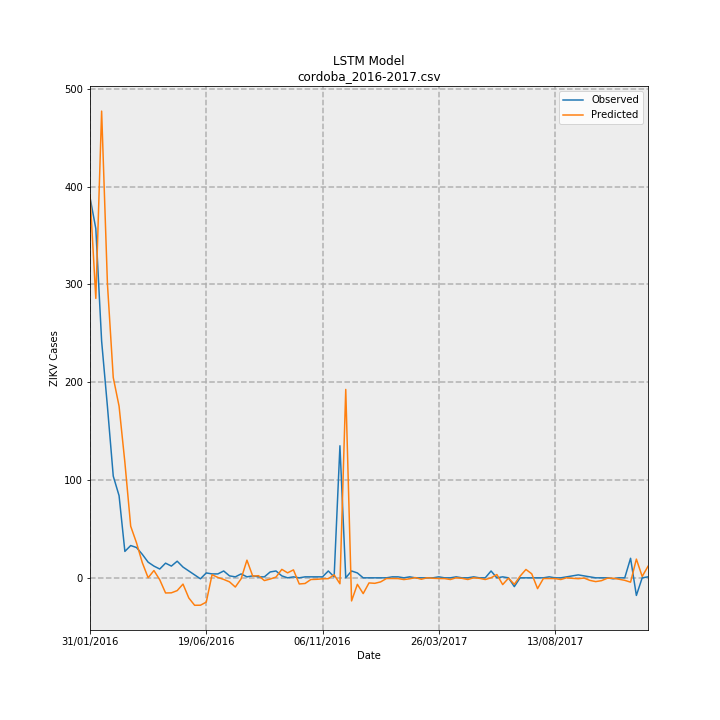 LSTM Model
cordoba_2016-2017.csv
Observed
Predicted
500
400
300
200
100
0
ZIKV Cases
31/01/2016
19/06/2016
06/11/2016
26/03/2017
13/08/2017
Date